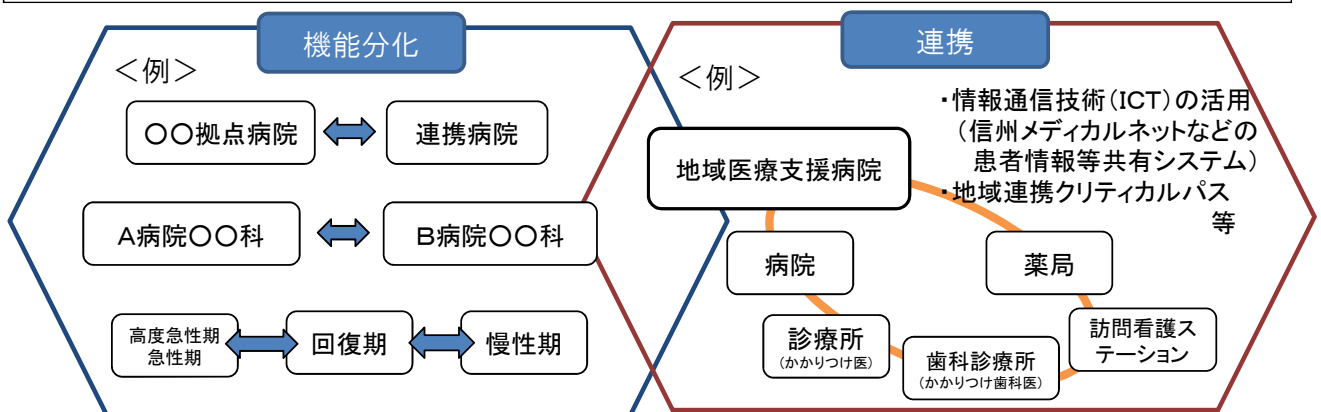 機能分化
＜例＞
〇〇拠点病院
連携病院
A病院〇〇科
B病院〇〇科
高度急性期
急性期
回復期
慢性期
連携
＜例＞
・情報通信技術（ICT）の活用
（信州メディカルネットなどの
患者情報等共有システム）
・地域連携クリティカルパス
等
地域医療支援病院
病院
薬局
診療所
（かかりつけ医）
歯科診療所
（かかりつけ歯科医）
訪問看護ス
テーション